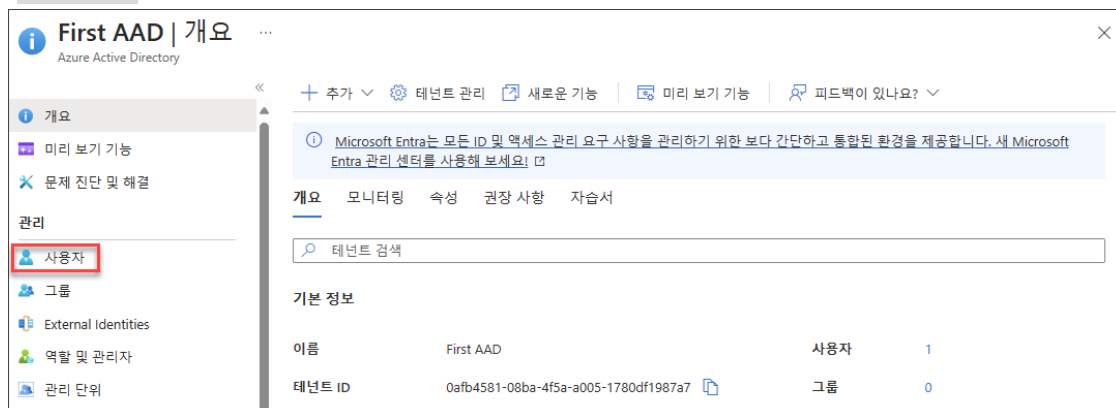 First AAD | 개요 ···
Azure Active Directory
개요
미리 보기 기능
문제 진단 및 해결
관리
사용자
그룹
External Identities
역할 및 관리자
관리 단위
추가
테넌트 관리
새로운 기능
미리 보기 기능
피드백이 있나요?
Microsoft Entra는 모든 ID 및 액세스 관리 요구 사항을 관리하기 위한 보다 간단하고 통합된 환경을 제공합니다. 새 Microsoft
Entra 관리 센터를 사용해 보세요!
개요 모니터링 속성 권장 사항 자습서
테넌트 검색
기본 정보
이름 First AAD 사용자 1
테넌트 ID 0afb4581-08ba-4f5a-a005-1780df1987a7 그룹 0